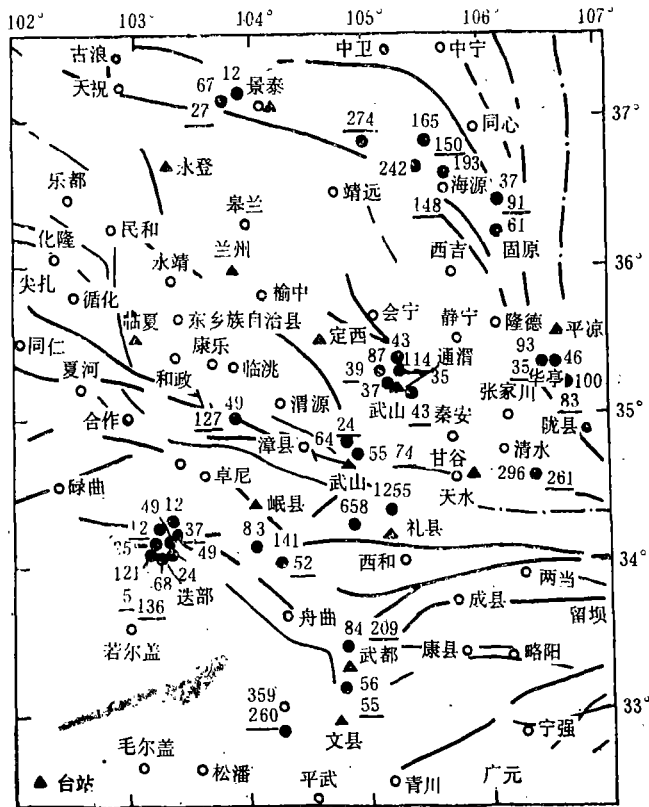 102° 103° 104° 105° 106° 107°
古浪
中卫
中宁
天祝
67
12
景泰
27
37°
274
165
同心
150
193
永登
242
海源
乐都
靖远
148
37
91
皋兰
61
化隆
民和
兰州
西吉
固原
36°
尖扎
永靖
循化
榆中
会宁
静宁
隆德
平凉
临夏
东乡族自治县
定西
43
通渭
93
同仁
康乐
87
114
46
夏河
临洮
39
35
35
华亭
100
和政
37
武山
张家川
83
合作
127
49
渭源
43
秦安
35°
陇县
24
64
漳县
55
74
甘谷
清水
碌曲
卓尼
武山
天水
296
261
岷县
1255
49
12
658
礼县
12
37
83
141
49
西和
34°
121
52
两当
68
24
5
136
迭部
成县
留坝
舟曲
若尔盖
84
209
武都
康县
略阳
56
359
55
33°
260
文县
宁强
毛尔盖
松潘
广元
台站
平武
青川